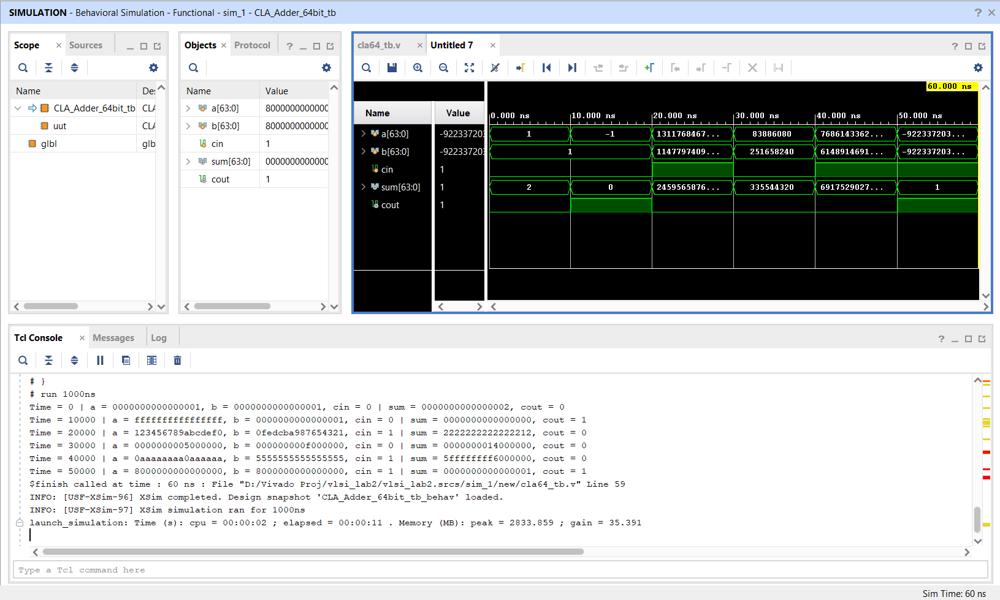 SIMULATION - Behavioral Simulation - Functional - sim_1 - CLA_Adder_64bit_tb
Scope
Sources
Name
De
CLA_Adder_64bit_tb
CLA
uut
CLA
glbl
glb
Objects
Protocol
Name
Value
a[63:0]
8000000000000
b[63:0]
8000000000000
cin
1
sum[63:0]
0000000000000
cout
1
cla64_tb.v
Untitled 7
60.000 ns
Name
Value
0.000 ns
10.000 ns
20.000 ns
30.000 ns
40.000 ns
50.000 ns
a[63:0]
-922337203
1
-1
1311768467...
83886080
7686143362...
-922337203...
b[63:0]
-922337203
1
1147797409...
251658240
6148914691...
-922337203...
cin
1
sum[63:0]
1
2
0
2459565876...
335544320
6917529027...
1
cout
1
Tcl Console
Messages
Log
# }
# run 1000ns
Time = 0 | a = 0000000000000001, b = 0000000000000001, cin = 0 | sum = 0000000000000002, cout = 0
Time = 10000 | a = ffffffffffffffff, b = 0000000000000001, cin = 0 | sum = 0000000000000000, cout = 1
Time = 20000 | a = 123456789abcdef0, b = 0fedcba987654321, cin = 1 | sum = 2222222222222212, cout = 0
Time = 30000 | a = 0000000005000000, b = 000000000f000000, cin = 0 | sum = 0000000014000000, cout = 0
Time = 40000 | a = 0aaaaaaaa0aaaaaa, b = 5555555555555555, cin = 1 | sum = 5ffffffff6000000, cout = 0
Time = 50000 | a = 8000000000000000, b = 8000000000000000, cin = 1 | sum = 0000000000000001, cout = 1
$finish called at time : 60 ns : File "D:/Vivado Proj/vlsi_lab2/vlsi_lab2.srcs/sim_1/new/cla64_tb.v" Line 59
INFO: [USF-XSim-96] XSim completed. Design snapshot 'CLA_Adder_64bit_tb_behav' loaded.
INFO: [USF-XSim-97] XSim simulation ran for 1000ns
launch_simulation: Time (s): cpu = 00:00:02 ; elapsed = 00:00:11 . Memory (MB): peak = 2833.859 ; gain = 35.391
Type a Tcl command here
Sim Time: 60 ns